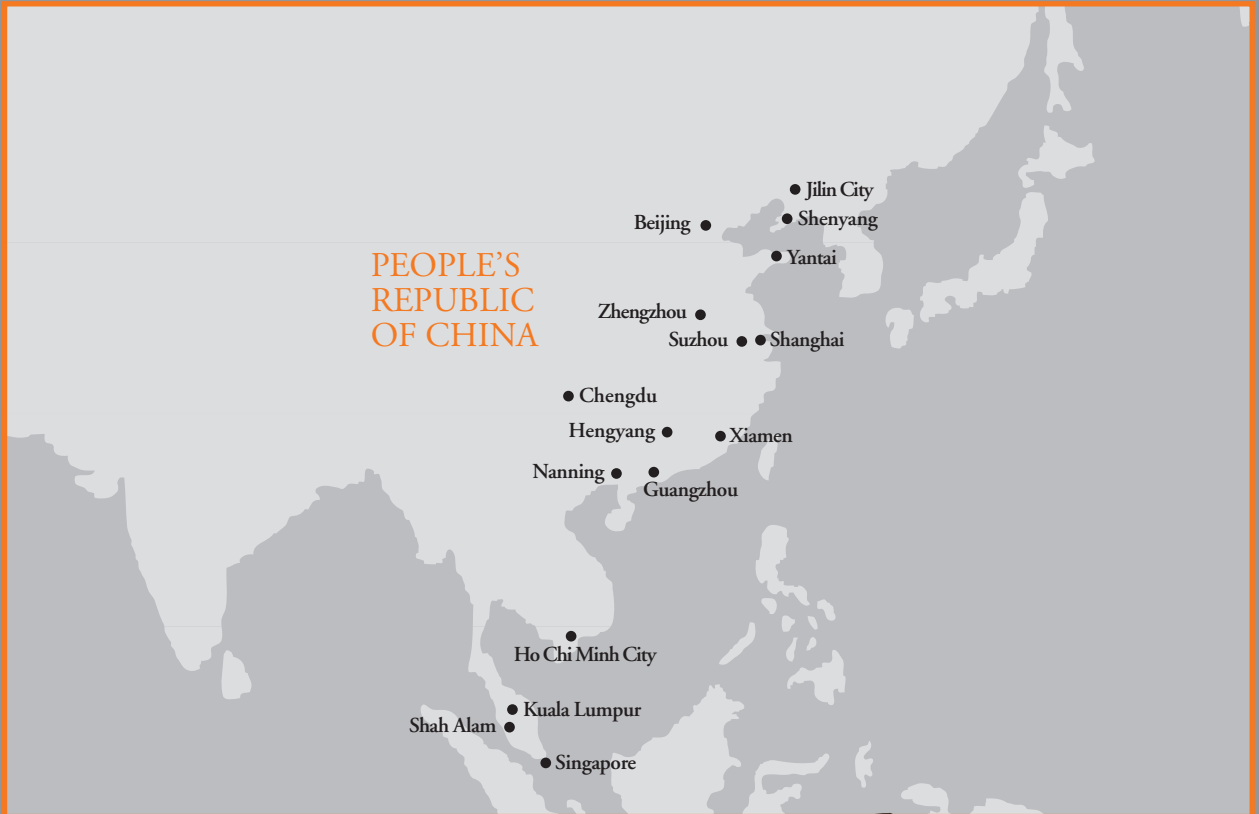 Jilin City
Shenyang
Beijing
Yantai
PEOPLE'S
REPUBLIC
OF CHINA
Zhengzhou
Suzhou
Shanghai
Chengdu
Hengyang
Xiamen
Nanning
Guangzhou
Ho Chi Minh City
Kuala Lumpur
Shah Alam
Singapore